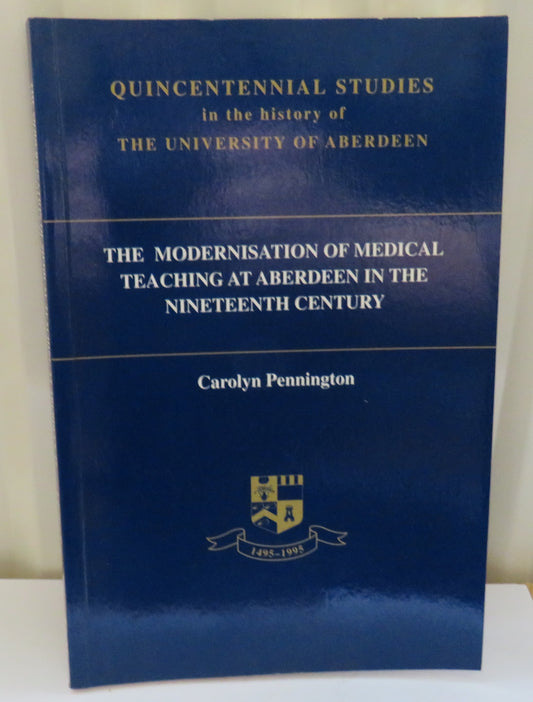 QUINCENTENNIAL STUDIES
in the history of
THE UNIVERSITY OF ABERDEEN
THE MODERNISATION OF MEDICAL
TEACHING AT ABERDEEN IN THE
NINETEENTH CENTURY
Carolyn Pennington
1495–1995